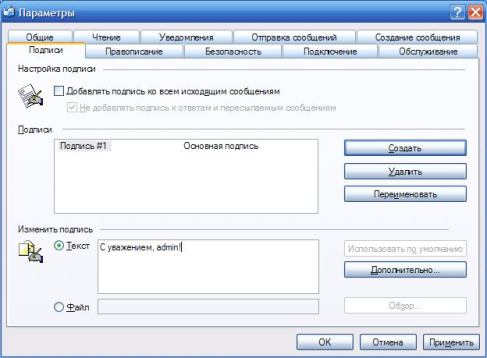 Параметры
Общие
Чтение
Уведомления
Отправка сообщений
Создание сообщения
Подписи
Правописание
Безопасность
Подключение
Обслуживание
Настройка подписи
Добавлять подпись ко всем исходящим сообщениям
Не добавлять подпись к ответам и пересылаемым сообщениям
Подписи
Подпись #1 Основная подпись
Создать
Удалить
Переименовать
Изменить подпись
Текст
С уважением, admin!
Использовать по умолчанию
Дополнительно...
Файл
Обзор...
OK
Отмена
Применить